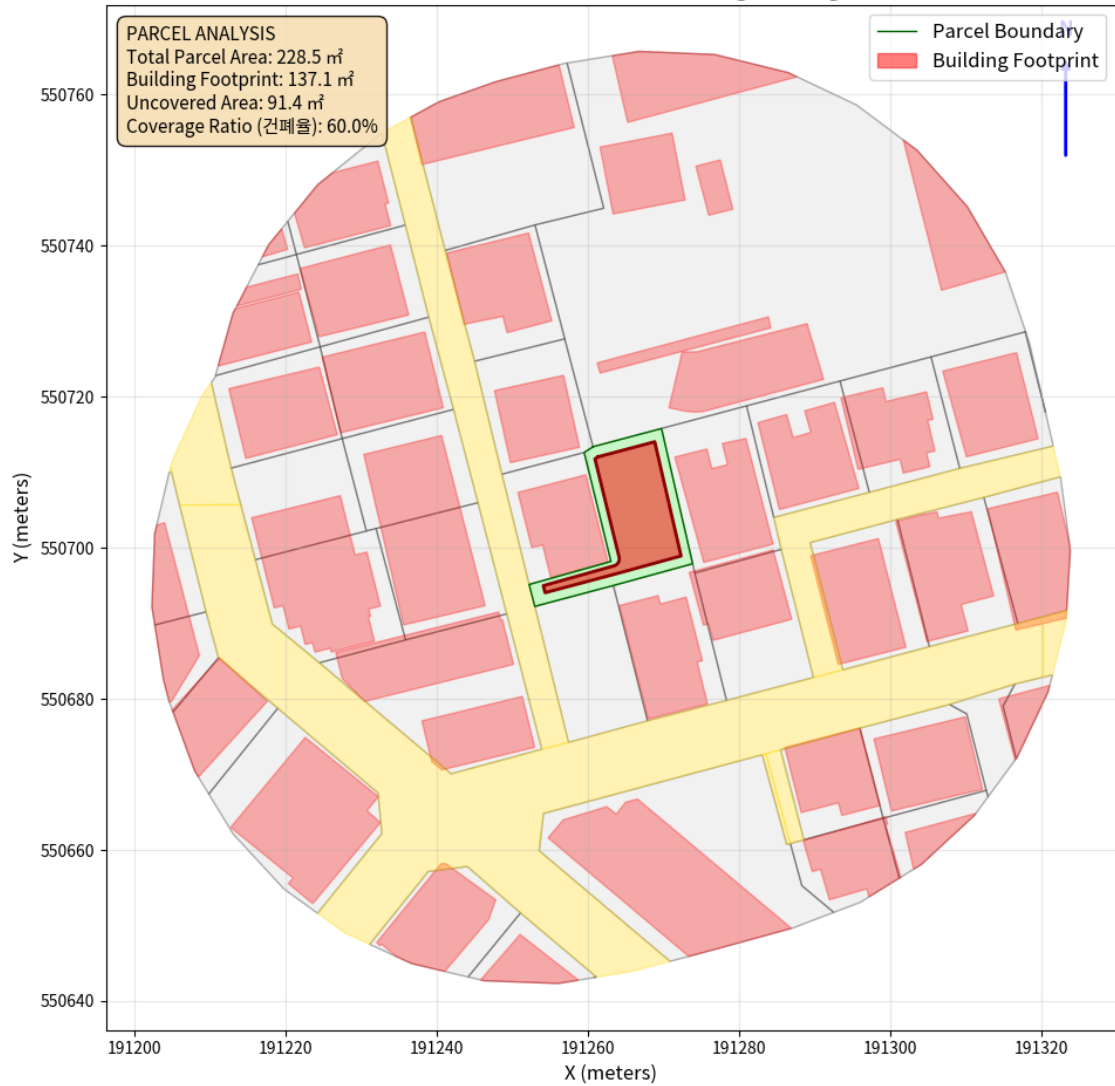 PARCEL ANALYSIS
Total Parcel Area: 228.5 ㎡
Building Footprint: 137.1 ㎡
Uncovered Area: 91.4 ㎡
Coverage Ratio (건폐율): 60.0%
Parcel Boundary
Building Footprint
N
550760
550740
550720
550700
550680
550660
550640
Y (meters)
191200 191220 191240 191260 191280 191300 191320
X (meters)